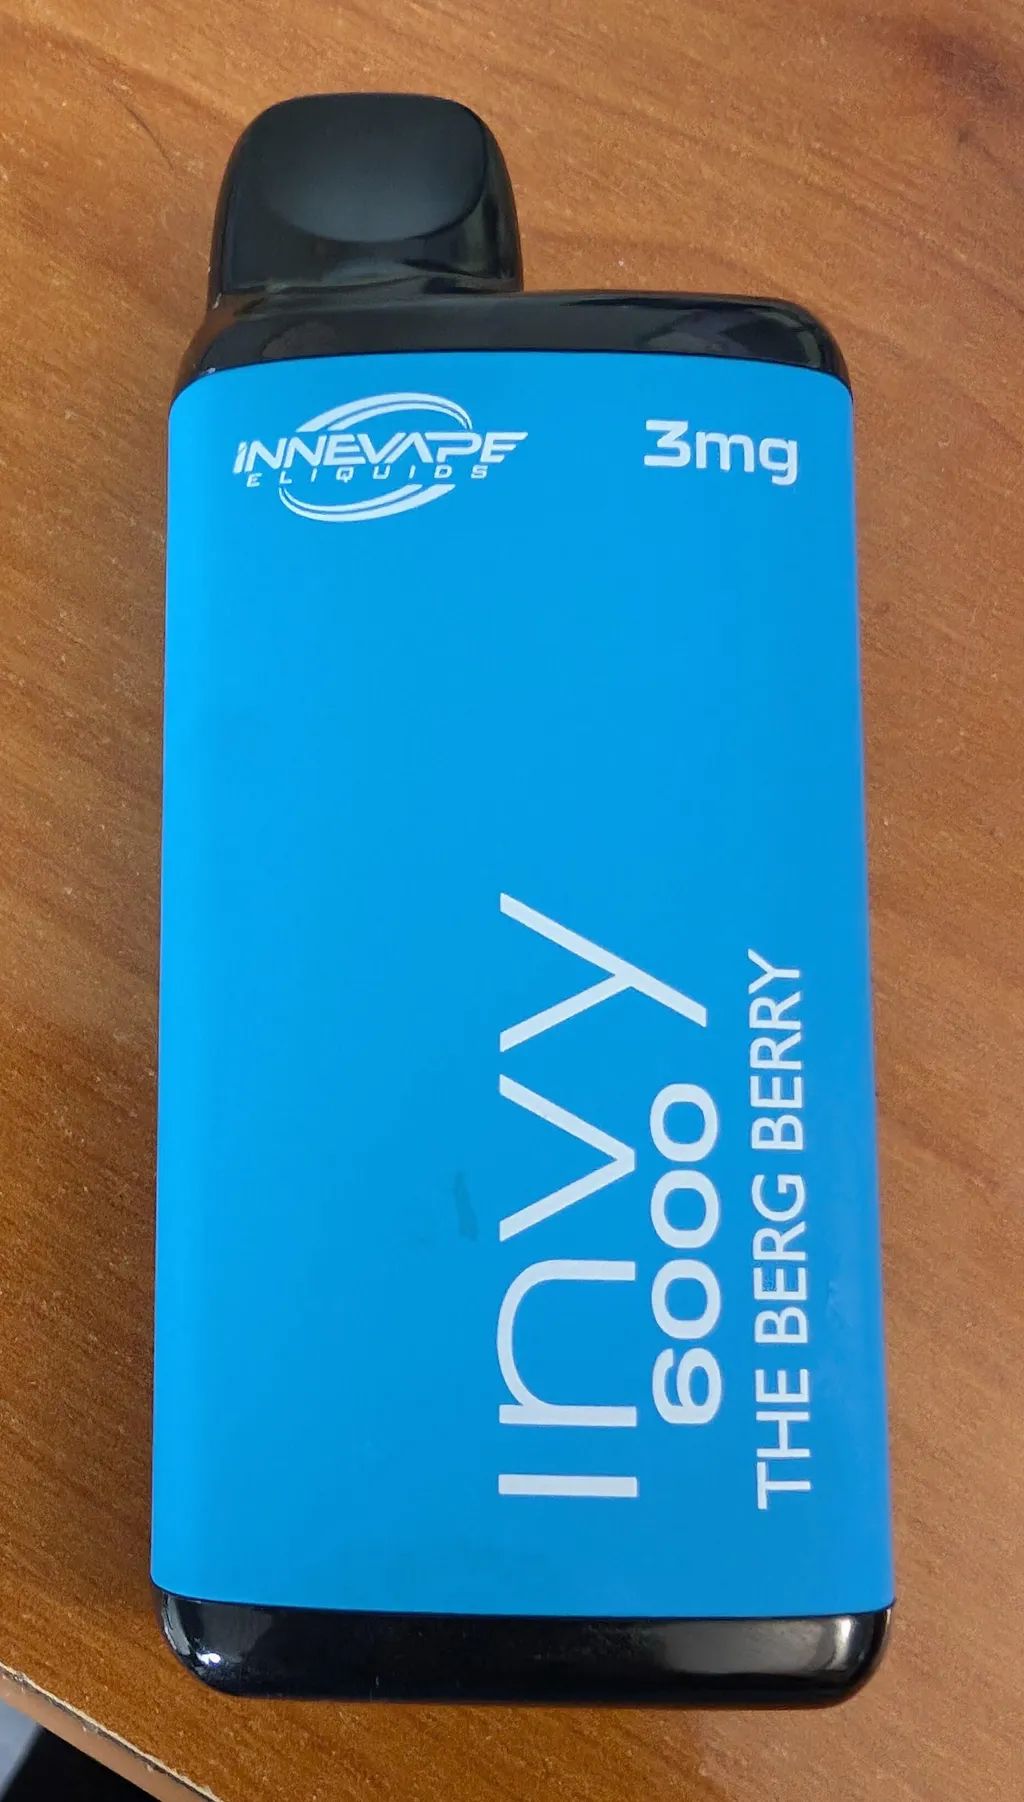 INNEVAPE
ELIQUIDS
3mg
Invy
6000
THE BERG BERRY